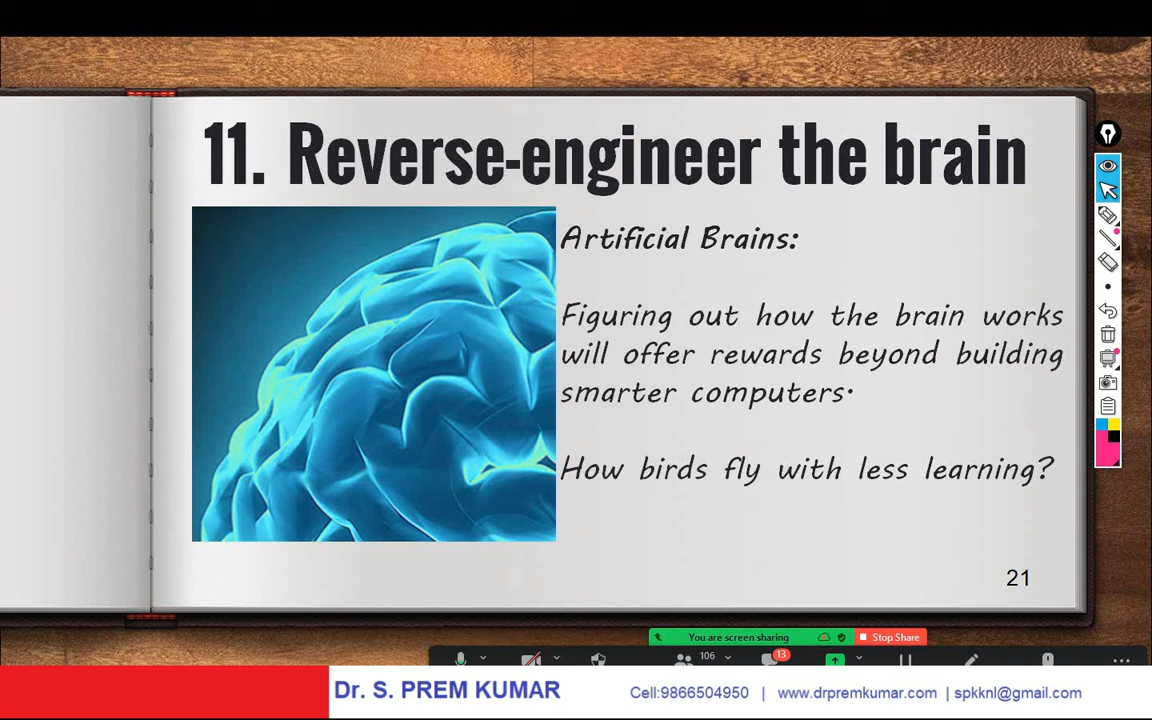 11. Reverse-engineer the brain
Artificial Brains:
Figuring out how the brain works
will offer rewards beyond building
smarter computers.
How birds fly with less learning?
21
You are screen sharing
Stop Share
106
13
Dr. S. PREM KUMAR
Cell:9866504950 | www.drpremkumar.com | spkknl@gmail.com